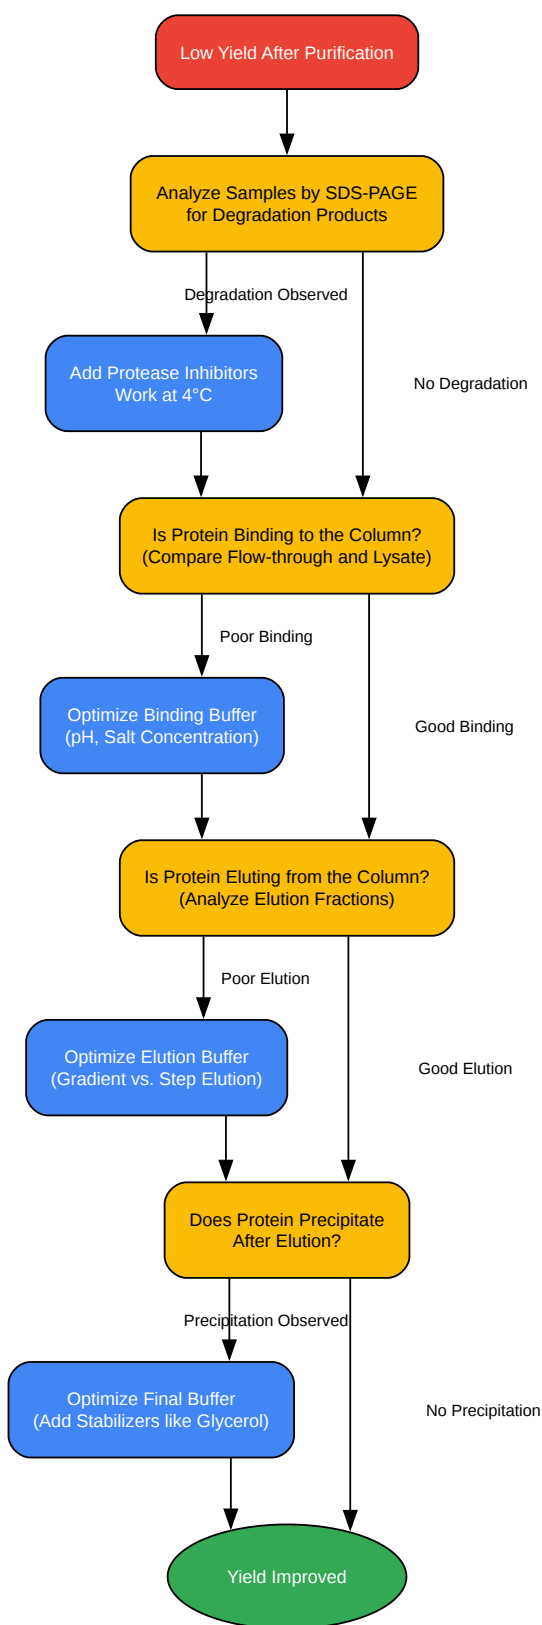 Low Yield After Purification
Analyze Samples by SDS-PAGE
for Degradation Products
Degradation Observed
Add Protease Inhibitors
Work at 4°C
No Degradation
Is Protein Binding to the Column?
(Compare Flow-through and Lysate)
Poor Binding
Optimize Binding Buffer
(pH, Salt Concentration)
Good Binding
Is Protein Eluting from the Column?
(Analyze Elution Fractions)
Poor Elution
Optimize Elution Buffer
(Gradient vs. Step Elution)
Good Elution
Does Protein Precipitate
After Elution?
Precipitation Observed
Optimize Final Buffer
(Add Stabilizers like Glycerol)
No Precipitation
Yield Improved